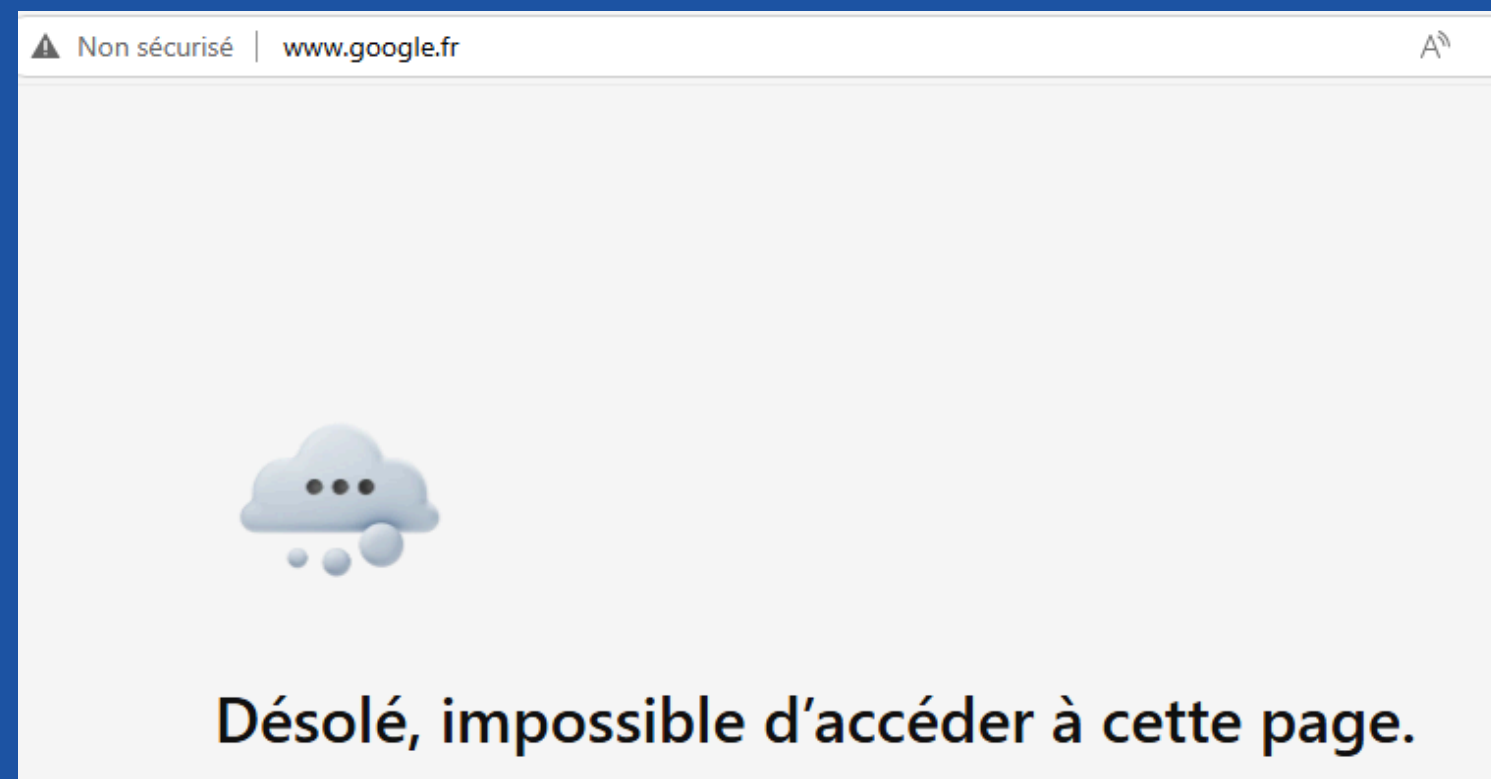 Non sécurisé | www.google.fr A
Désolé, impossible d’accéder à cette page.